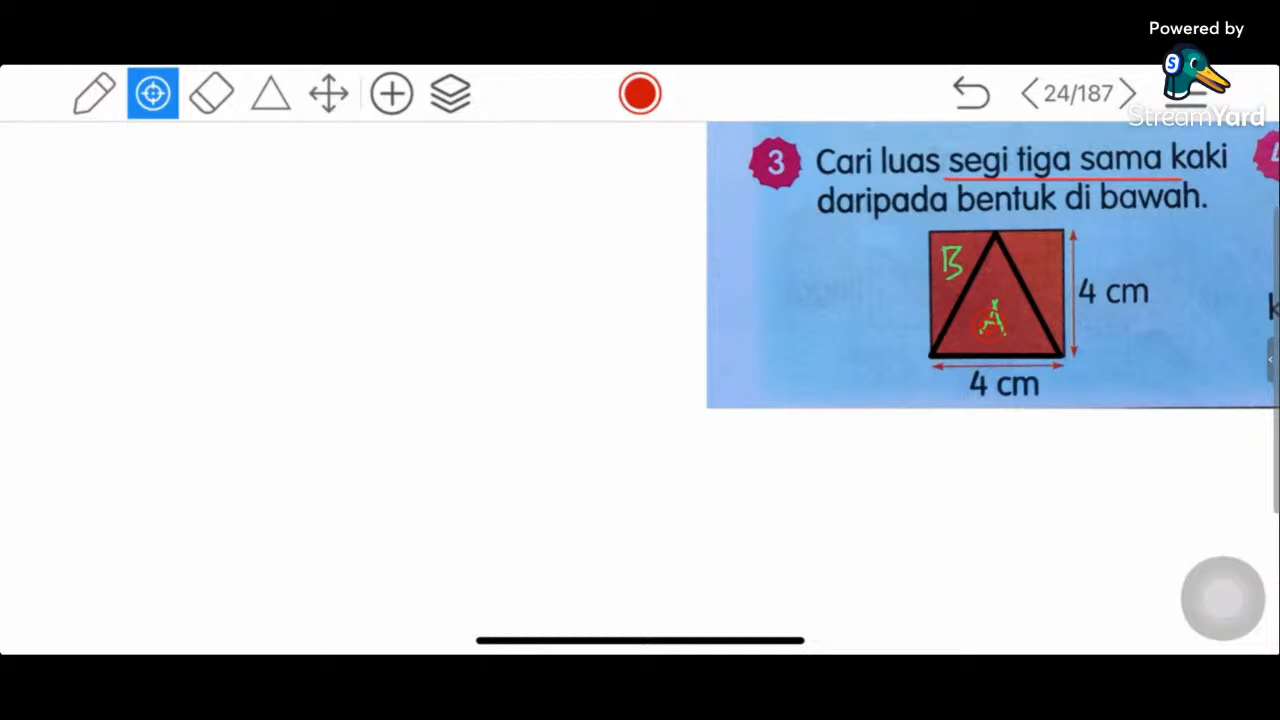 Powered by
StreamYard
S
24/187
3 Cari luas segi tiga sama kaki
daripada bentuk di bawah.
B
A
4 cm
4 cm